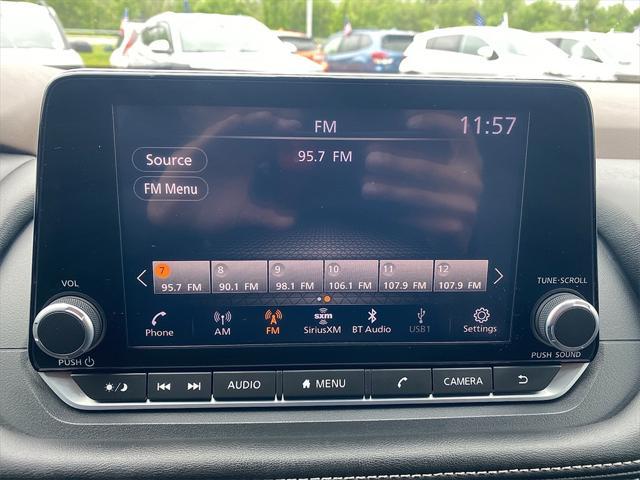 FM
11:57
Source
95.7 FM
FM Menu
7 8 9 10 11 12
95.7 FM 90.1 FM 98.1 FM 106.1 FM 107.9 FM 107.9 FM
VOL
TUNE·SCROLL
Phone AM FM SiriusXM BT Audio USB1 Settings
sxm
PUSH
PUSH SOUND
AUDIO MENU CAMERA